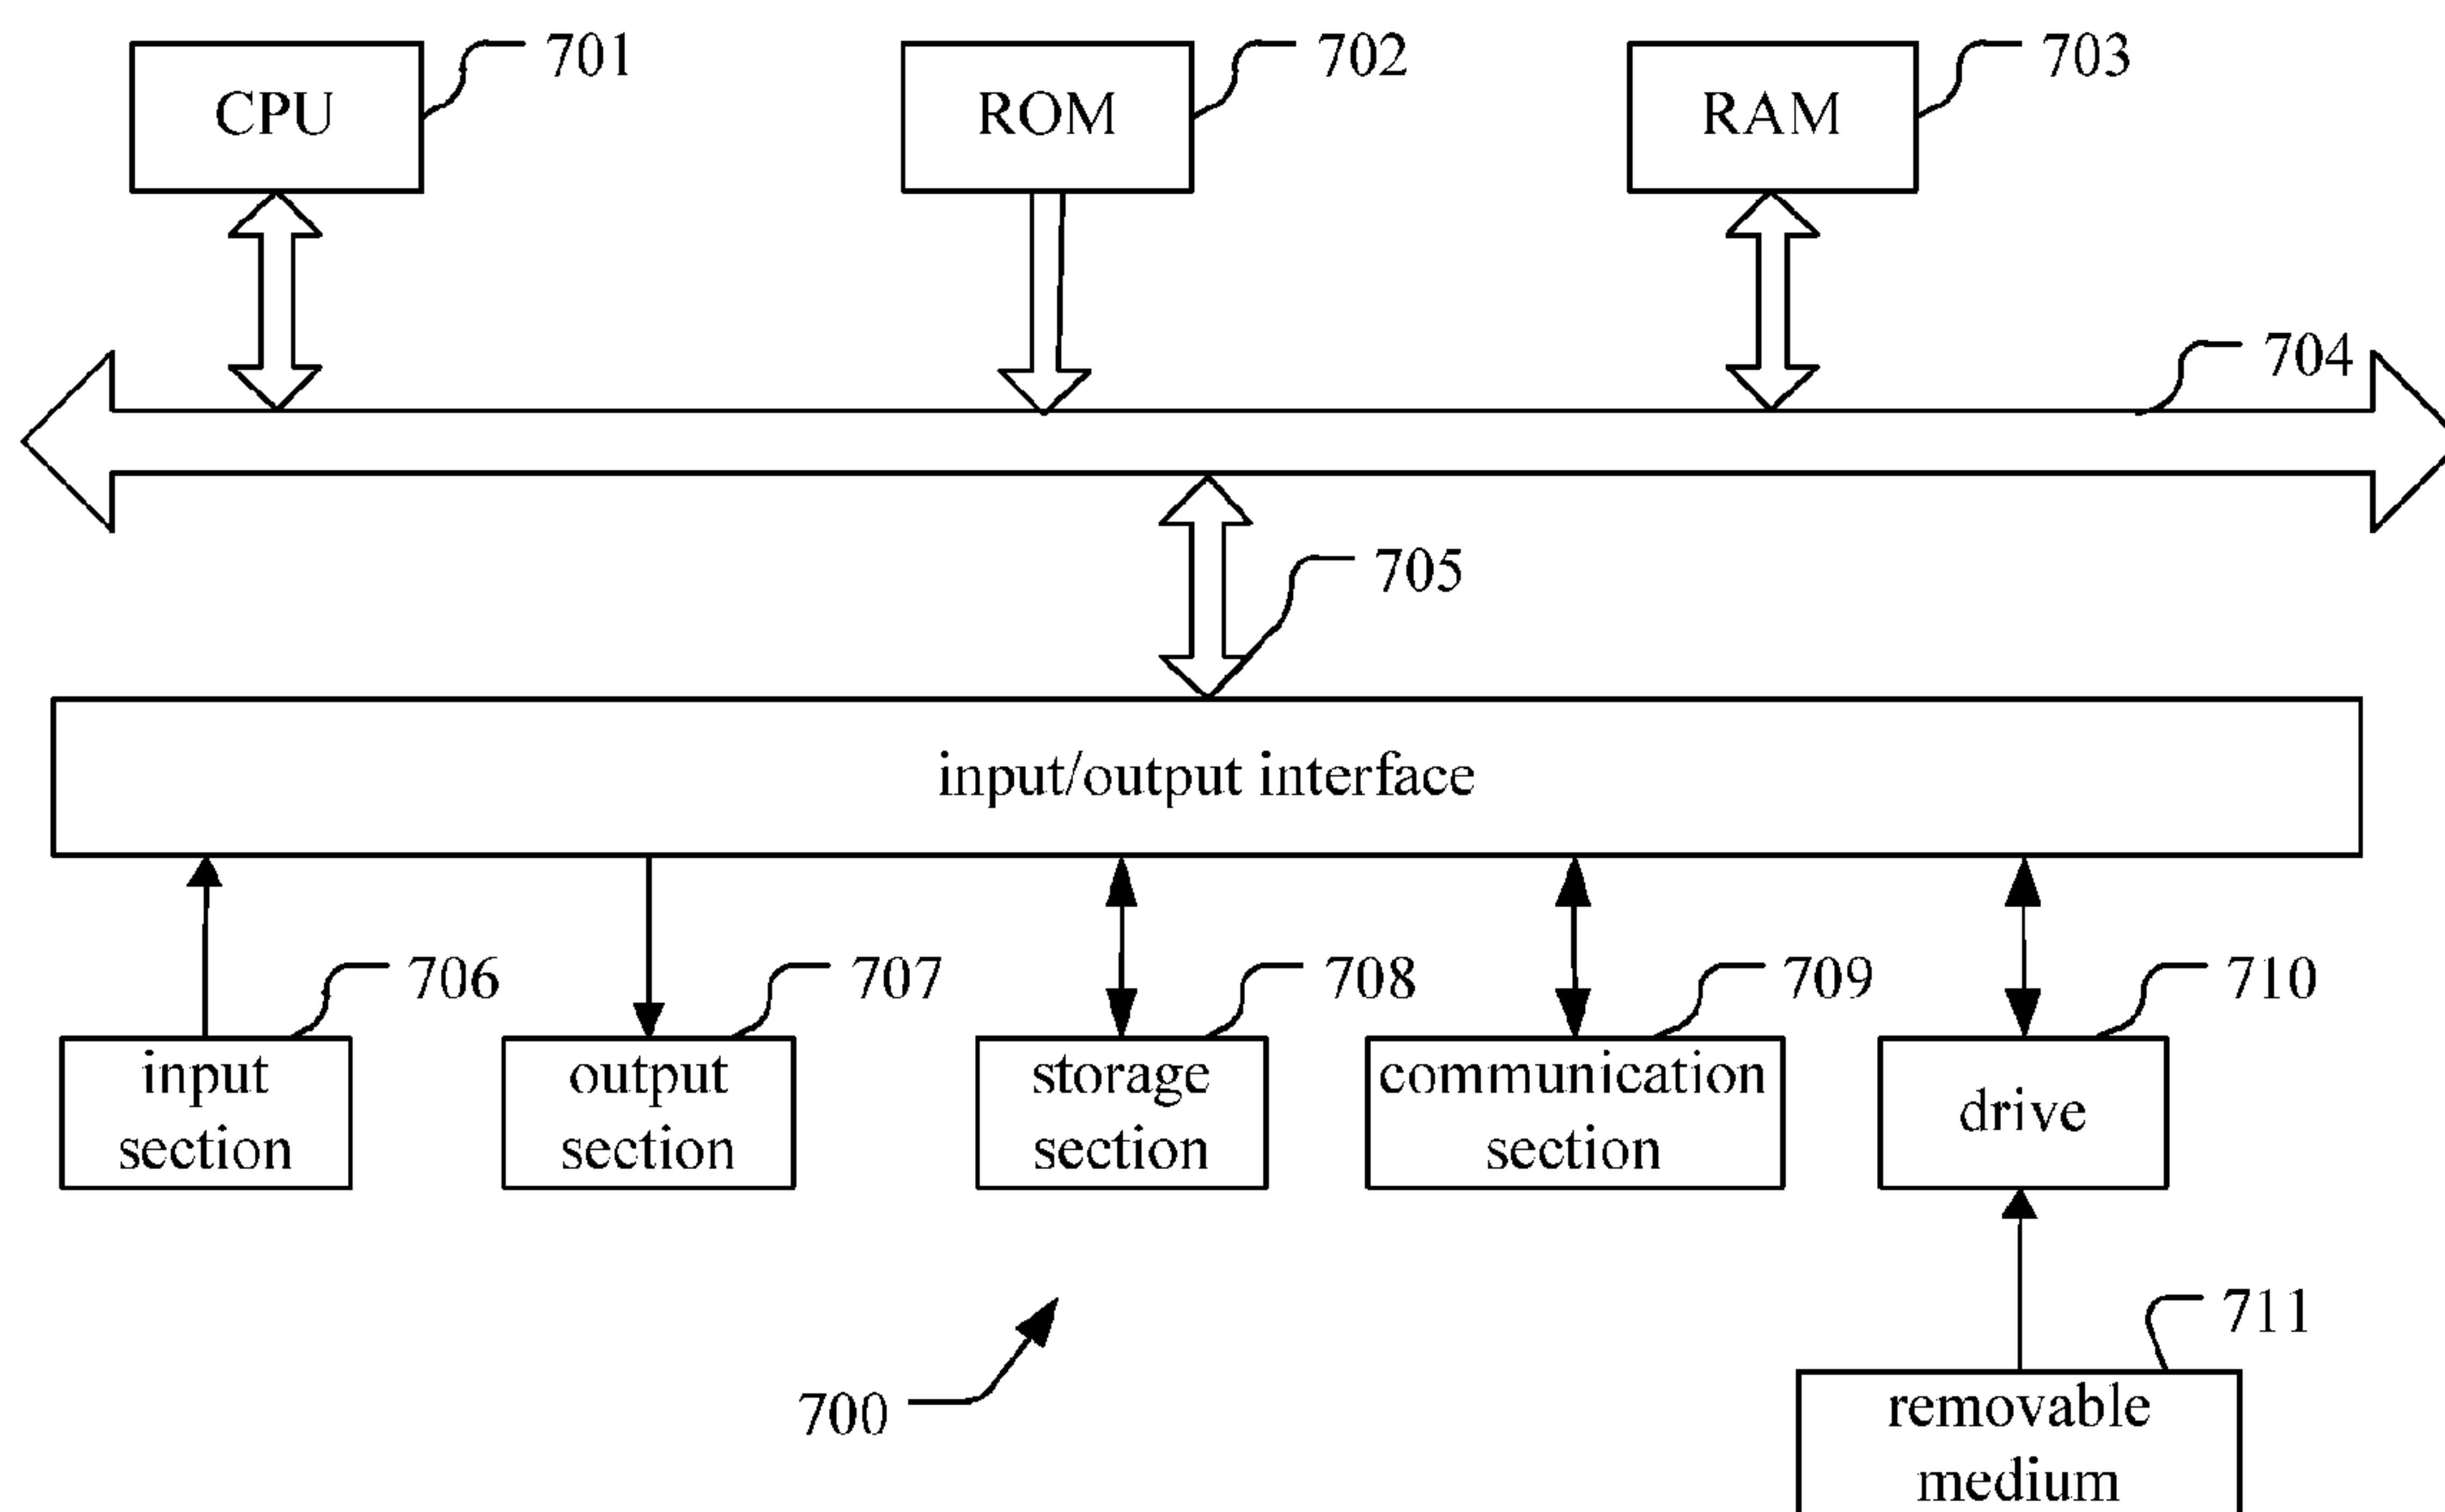 701
702
703
CPU
ROM
RAM
704
705
input/output interface
706
707
708
709
710
input
section
output
section
storage
section
communication
section
drive
711
700
removable
medium